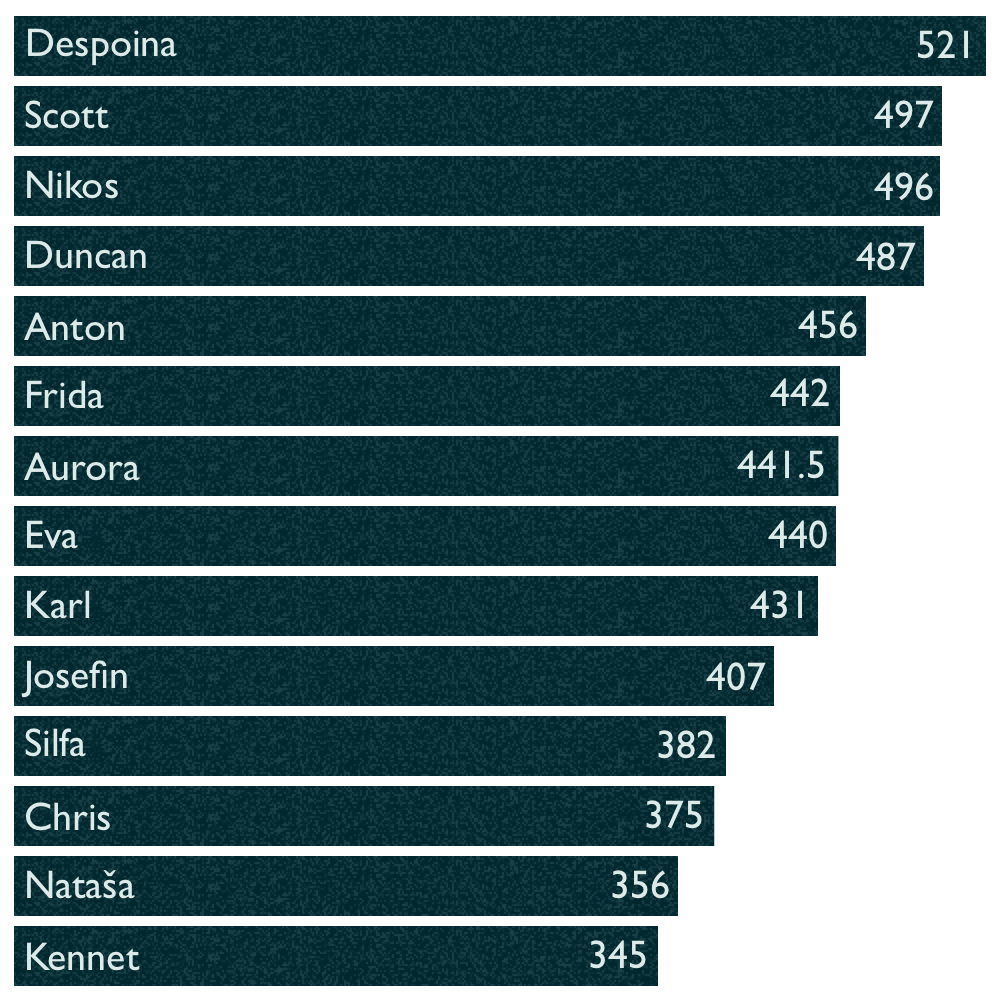 Despoina 521
Scott 497
Nikos 496
Duncan 487
Anton 456
Frida 442
Aurora 441.5
Eva 440
Karl 431
Josefin 407
Silfa 382
Chris 375
Nataša 356
Kennet 345